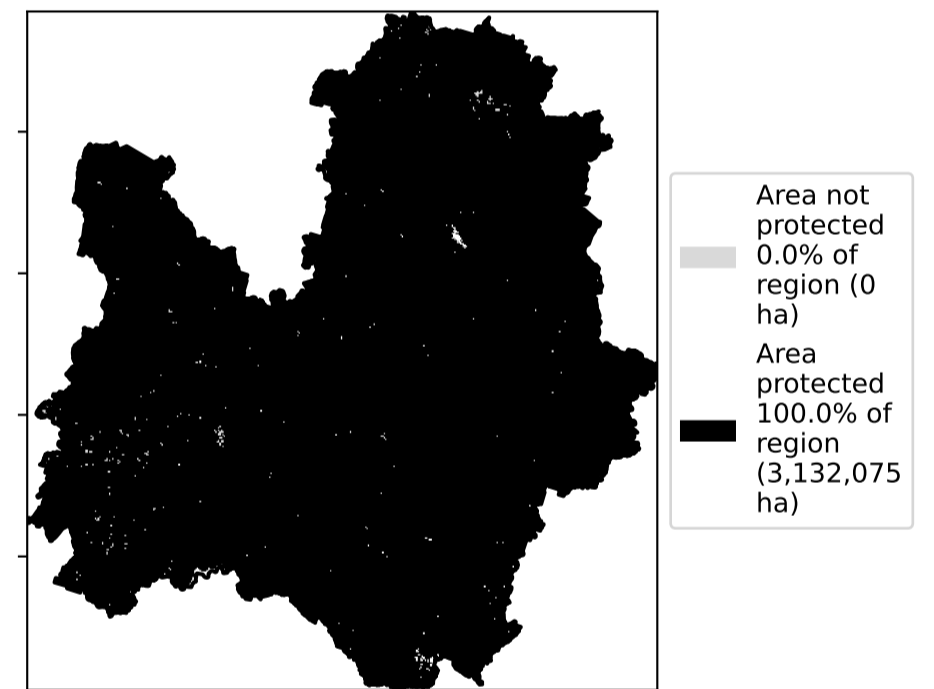 Area not
protected
0.0% of
region (0
ha)
Area
protected
100.0% of
region
(3,132,075
ha)